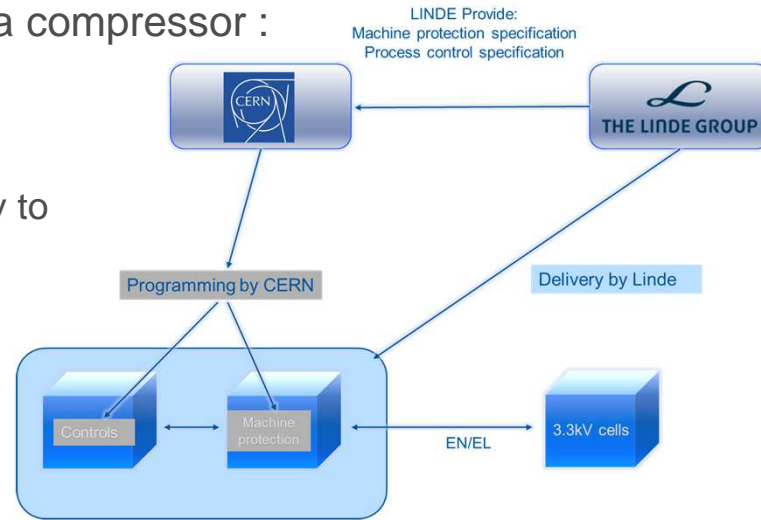 a compressor :
LINDE Provide:
Machine protection specification
Process control specification
CERN
THE LINDE GROUP
y to
Programming by CERN
Delivery by Linde
Controls
Machine
protection
EN/EL
3.3kV cells